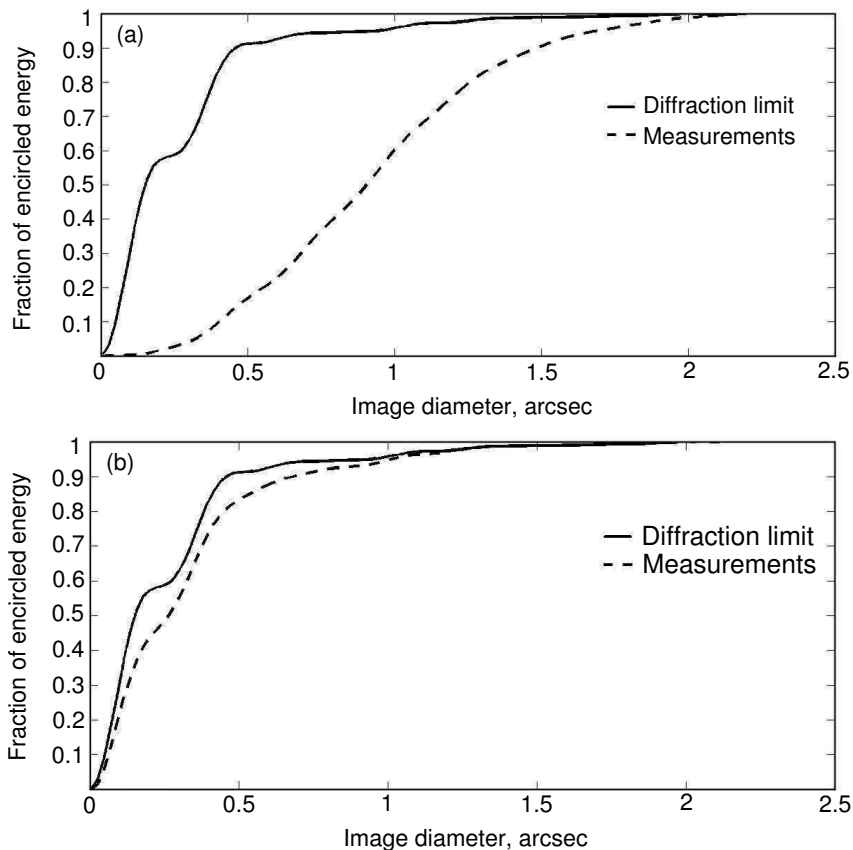 (a)
1
0.9
0.8
0.7
0.6
0.5
0.4
0.3
0.2
0.1
Fraction of encircled energy
Diffraction limit
Measurements
0 0.5 1 1.5 2 2.5
Image diameter, arcsec
(b)
1
0.9
0.8
0.7
0.6
0.5
0.4
0.3
0.2
0.1
Fraction of encircled energy
Diffraction limit
Measurements
0 0.5 1 1.5 2 2.5
Image diameter, arcsec